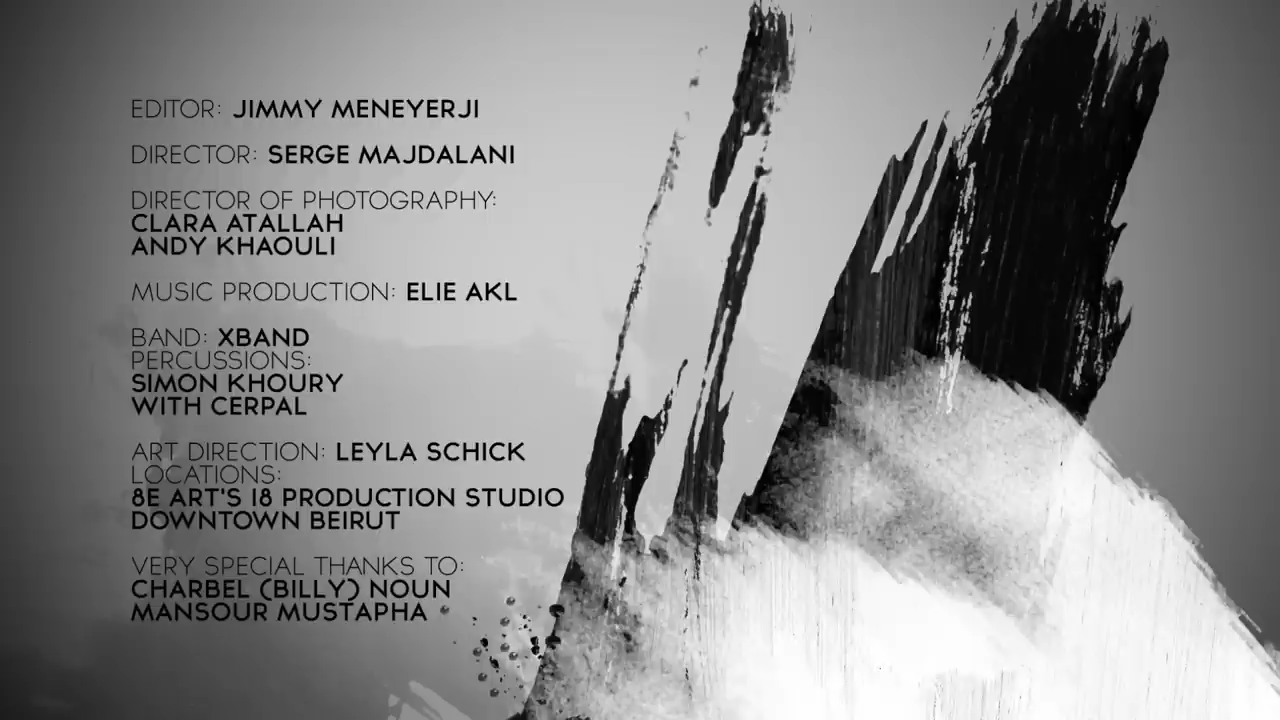 EDITOR: JIMMY MENEYERJI
DIRECTOR: SERGE MAJDALANI
DIRECTOR OF PHOTOGRAPHY:
CLARA ATALLAH
ANDY KHAOULI
MUSIC PRODUCTION: ELIE AKL
BAND: XBAND
PERCUSSIONS:
SIMON KHOURY
WITH CERPAL
ART DIRECTION: LEYLA SCHICK
LOCATIONS:
8E ART'S 18 PRODUCTION STUDIO
DOWNTOWN BEIRUT
VERY SPECIAL THANKS TO:
CHARBEL (BILLY) NOUN
MANSOUR MUSTAPHA